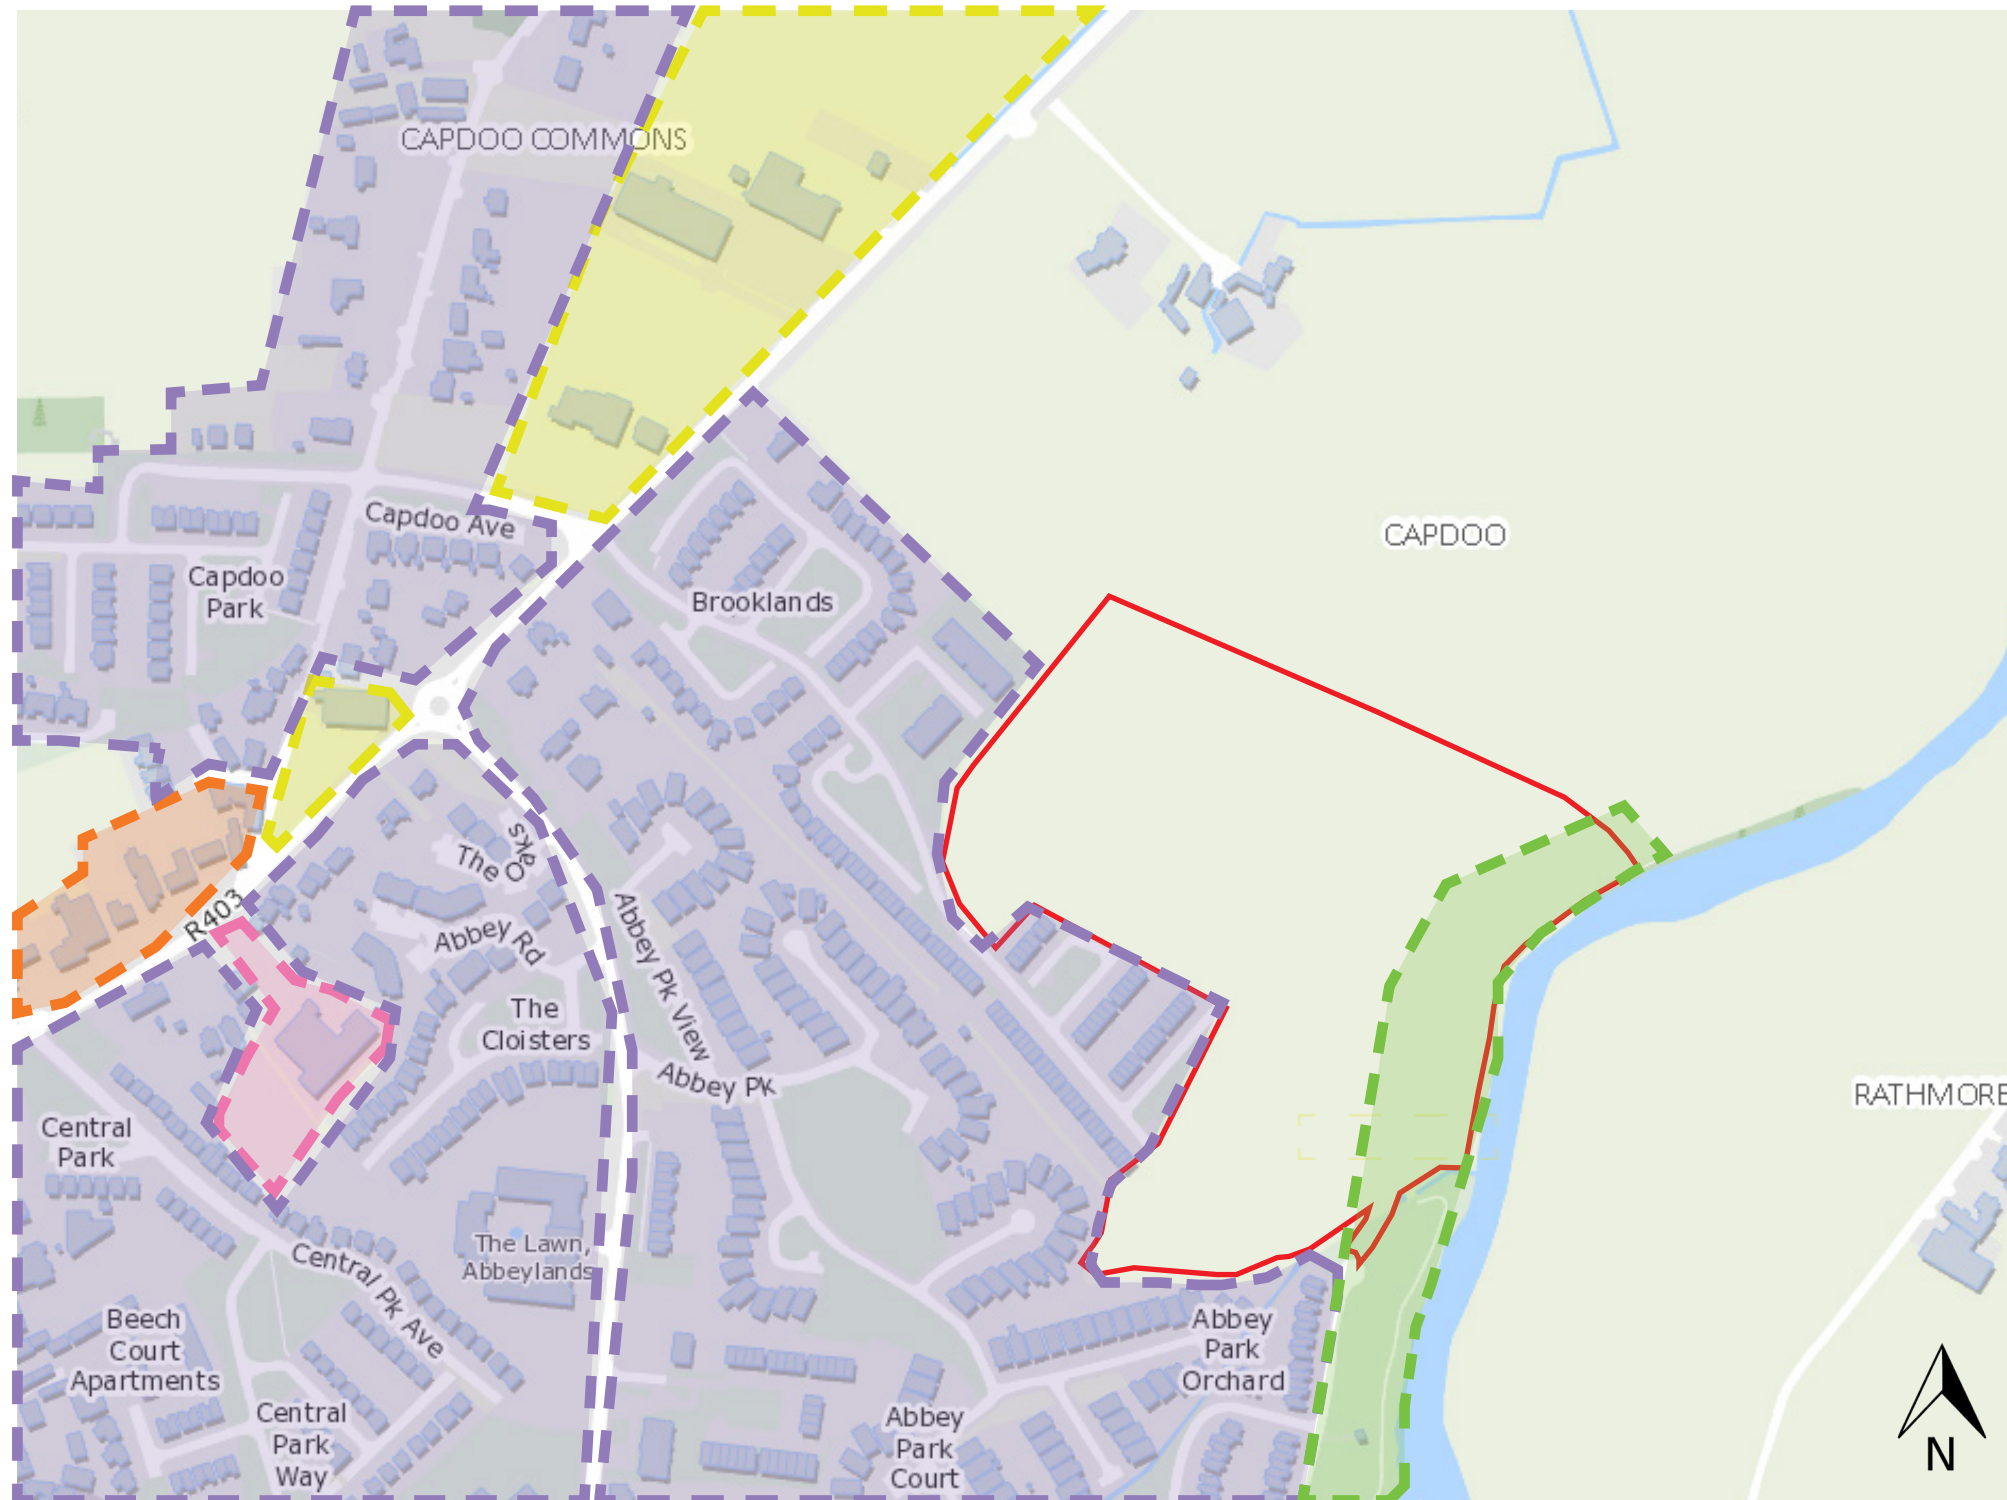 CAPDOO COMMONS
Capdoo Ave
CAPDOO
Capdoo
Park
Brooklands
The Oaks
R403
Abbey Rd
Abbey Pk View
The
Cloisters
Abbey Pk
RATHMORE
Central
Park
The Lawn,
Abbeylands
Central Pk Ave
Beech
Court
Apartments
Abbey
Park
Orchard
Central
Park
Way
Abbey
Park
Court
N